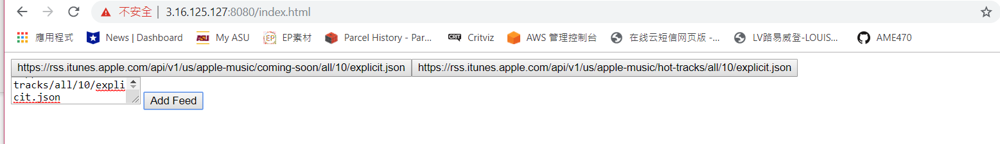 不安全 | 3.16.125.127:8080/index.html
應用程式 News | Dashboard ASU My ASU EP EP素材 Parcel History - Par... CRIT Critviz AWS 管理控制台 在线云短信网页版 -... LV路易威登-LOUIS... AME470
https://rss.itunes.apple.com/api/v1/us/apple-music/coming-soon/all/10/explicit.json https://rss.itunes.apple.com/api/v1/us/apple-music/hot-tracks/all/10/explicit.json
tracks/all/10/expli
cit.json Add Feed